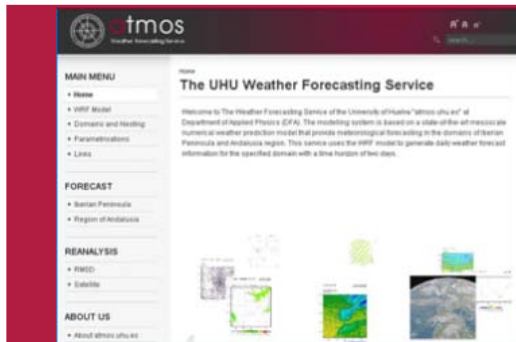 atmos
Weather Forecasting Service
A A A
search...
MAIN MENU
Home
WRF Model
Domains and Nesting
Parametrisations
Links
FORECAST
Iberian Peninsula
Region of Andalusia
REANALYSIS
RMSD
Satellite
ABOUT US
About atmos.uhu.es
Home
The UHU Weather Forecasting Service
Welcome to The Weather Forecasting Service of the University of Huelva "atmos.uhu.es" at
Department of Applied Physics (DFA). The modelling system is based on a state-of-the-art mesoscale
numerical weather prediction model that provide meteorological forecasting in the domains of Iberian
Peninsula and Andalusia region. This service uses the WRF model to generate daily weather forecast
information for the specified domain with a time horizon of two days.